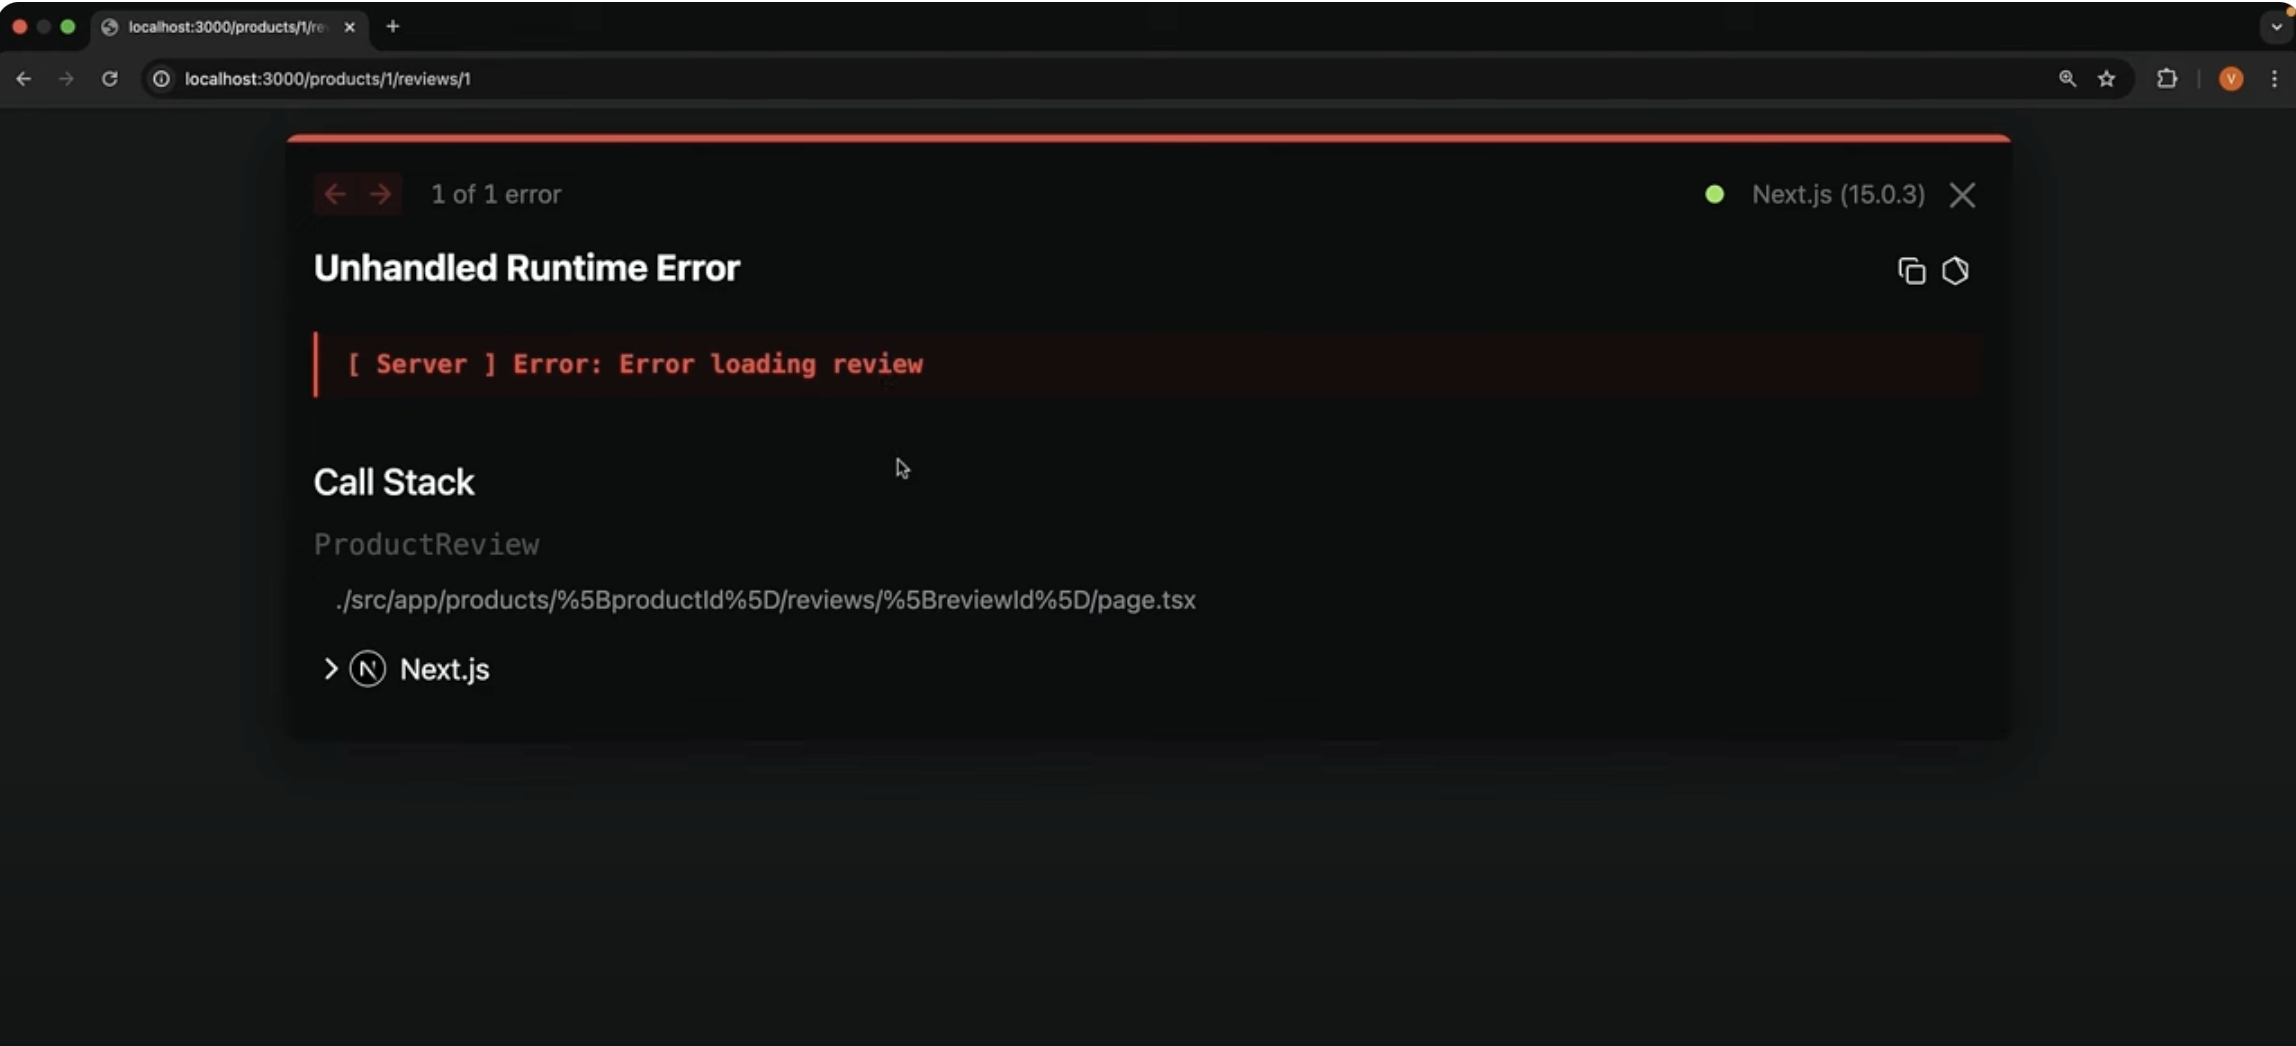 localhost:3000/products/1/re
localhost:3000/products/1/reviews/1
V
1 of 1 error
Next.js (15.0.3)
Unhandled Runtime Error
[ Server ] Error: Error loading review
Call Stack
ProductReview
./src/app/products/%5BproductId%5D/reviews/%5BreviewId%5D/page.tsx
N Next.js